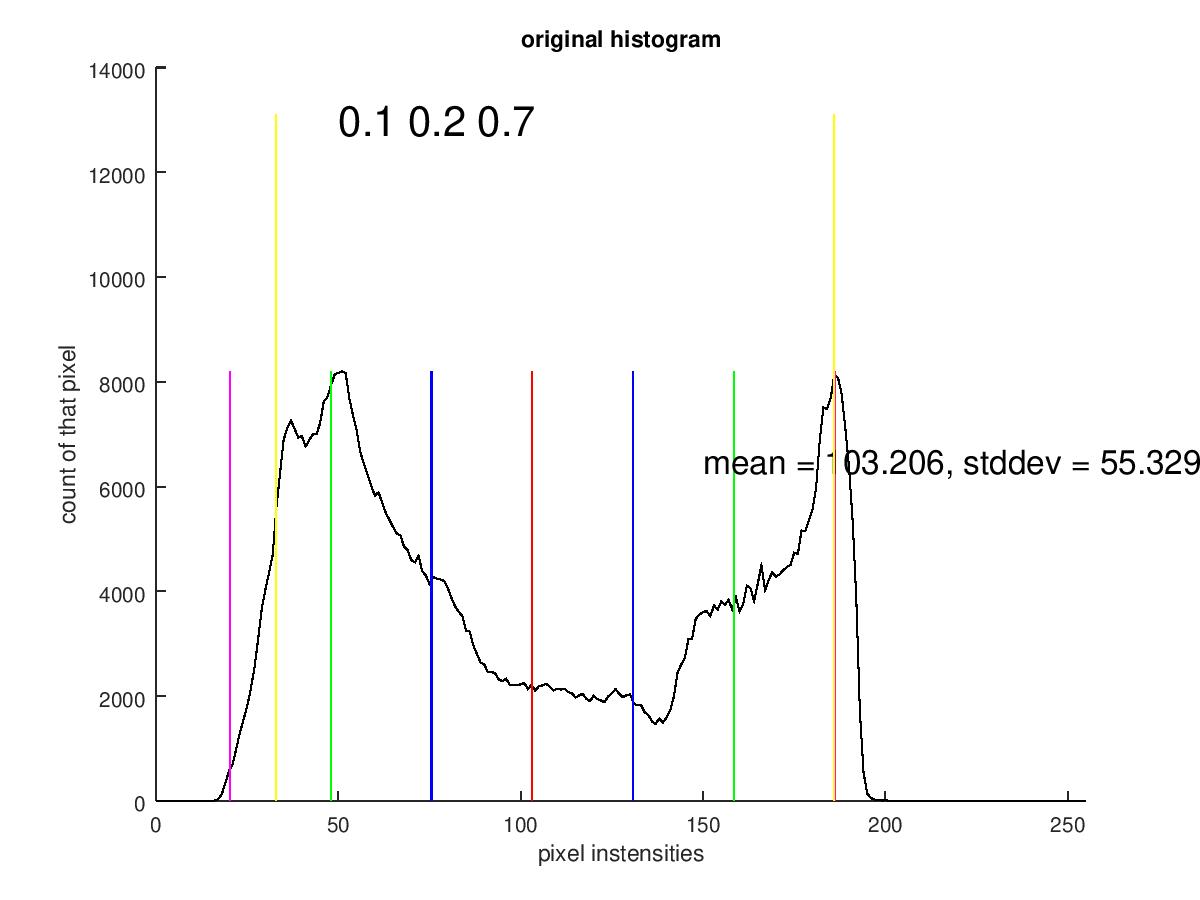 original histogram
14000
12000
10000
8000
6000
4000
2000
0
count of that pixel
0.1 0.2 0.7
mean = 103.206, stddev = 55.329
0 50 100 150 200 250
pixel instensities